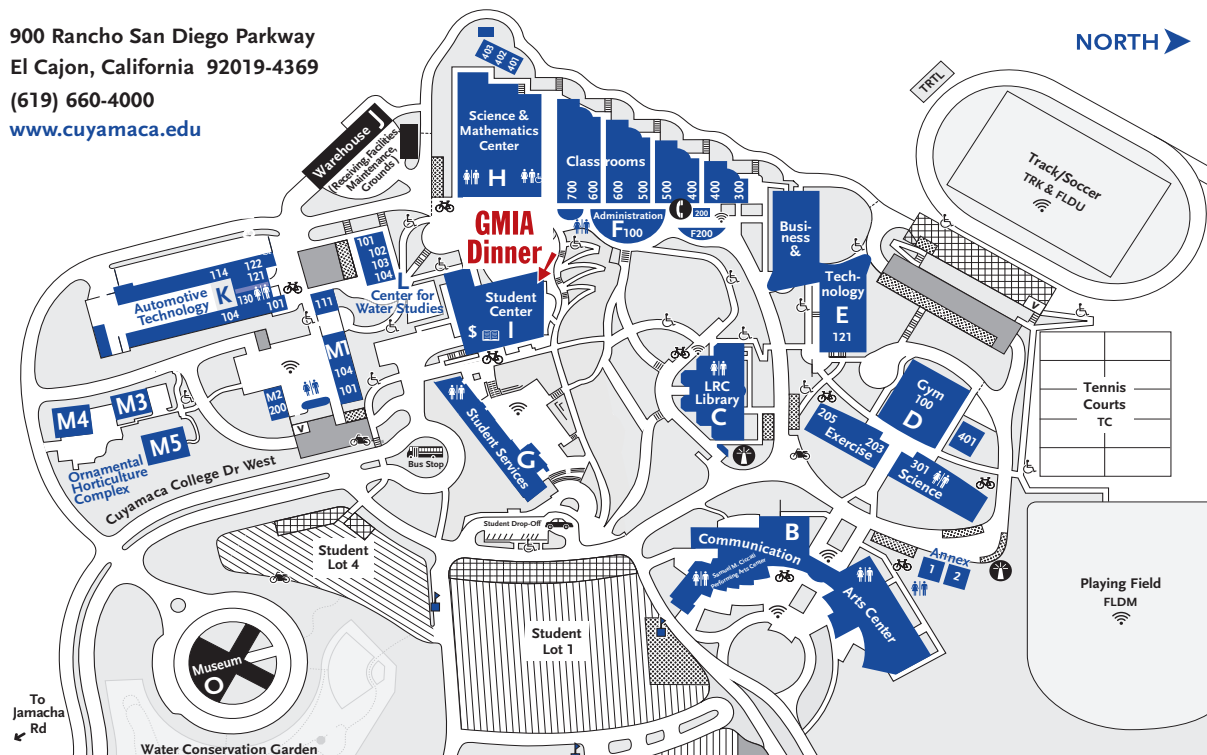 900 Rancho San Diego Parkway
El Cajon, California 92019-4369
(619) 660-4000
www.cuyamaca.edu
NORTH
403
402
401
TRTL
Science &
Mathematics
Center
H
Warehouse J
(Receiving, Facilities,
Maintenance,
Grounds)
Classrooms
700
600
600
500
500
400
400
300
Track/Soccer
TRK & FLDU
Administration
F100
200
F200
GMIA
Dinner
Busi-
ness
&
Tech-
nology
E
121
101
102
103
104
L
Center for
Water Studies
114
122
121
Automotive
Technology
K
130
101
104
111
Student
Center
$
I
M1
104
101
M2
200
V
V
LRC
Library
C
Gym
100
D
401
Tennis
Courts
TC
M4
M3
M5
Ornamental
Horticulture
Complex
Cuyamaca College Dr West
Bus Stop
Student Services
G
205
203
Exercise
301
Science
Student Drop-Off
Student
Lot 4
B
Communication
Samuel M. Ciccati
Performing Arts Center
Arts Center
Annex
1
2
Playing Field
FLDM
Student
Lot 1
Museum
O
To
Jamacha
Rd
Water Conservation Garden